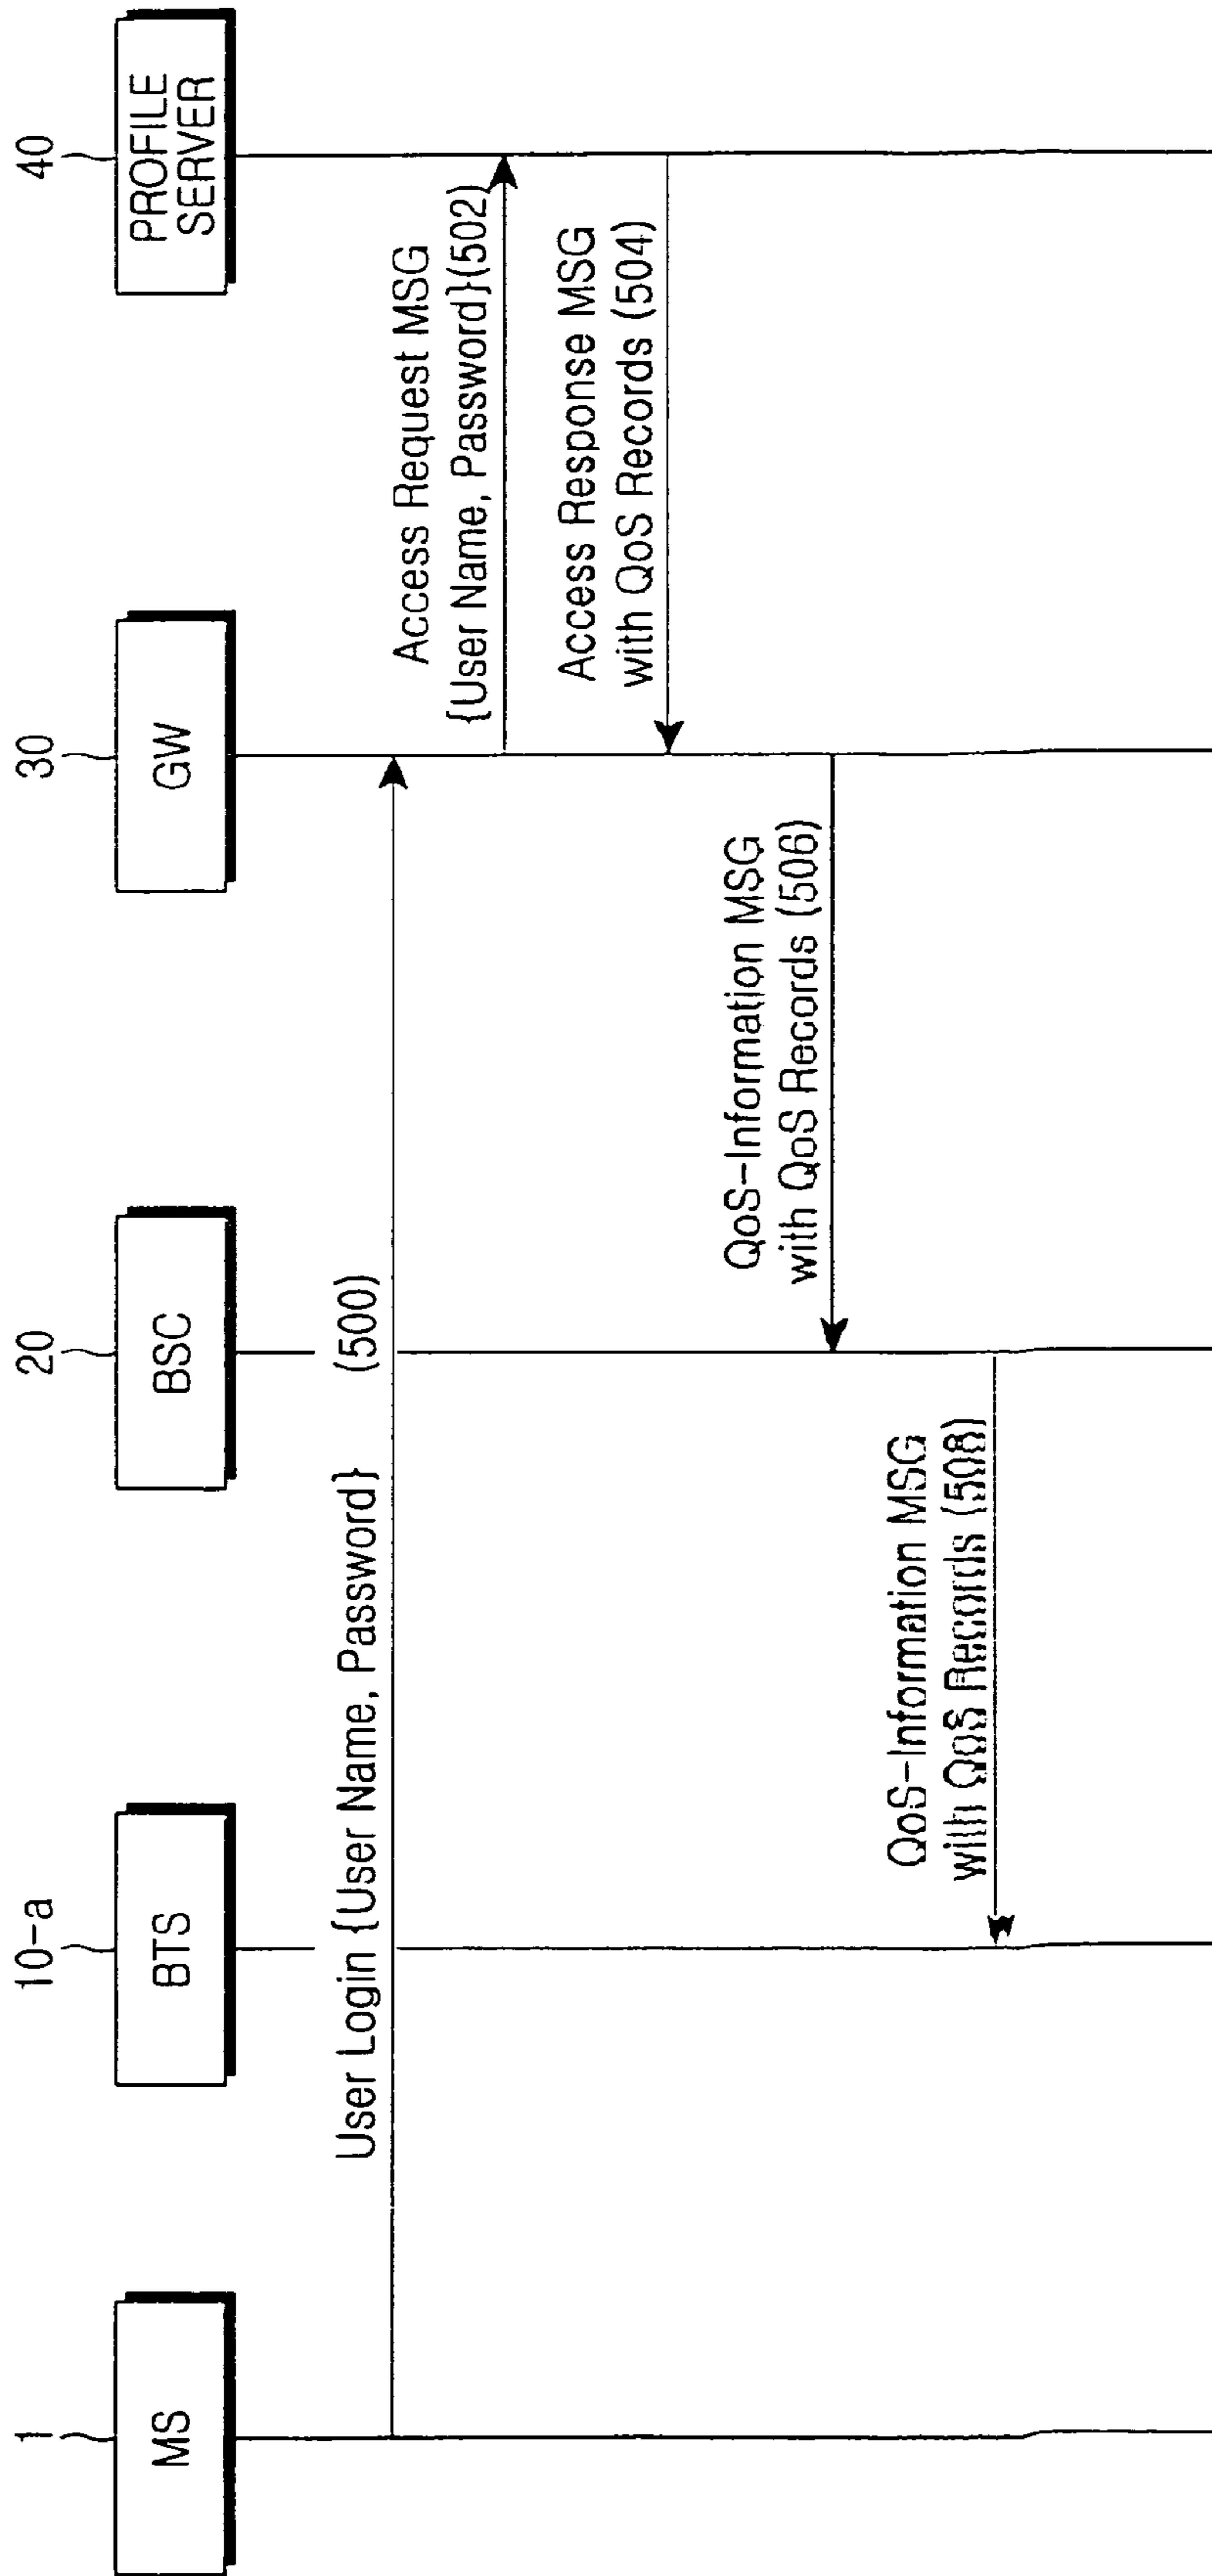 1
10-a
20
30
40
MS
BTS
BSC
GW
PROFILE
SERVER
User Login {User Name, Password} (500)
Access Request MSG
{User Name, Password}(502)
Access Response MSG
with QoS Records (504)
QoS-Information MSG
with QoS Records (506)
QoS-Information MSG
with QoS Records (508)